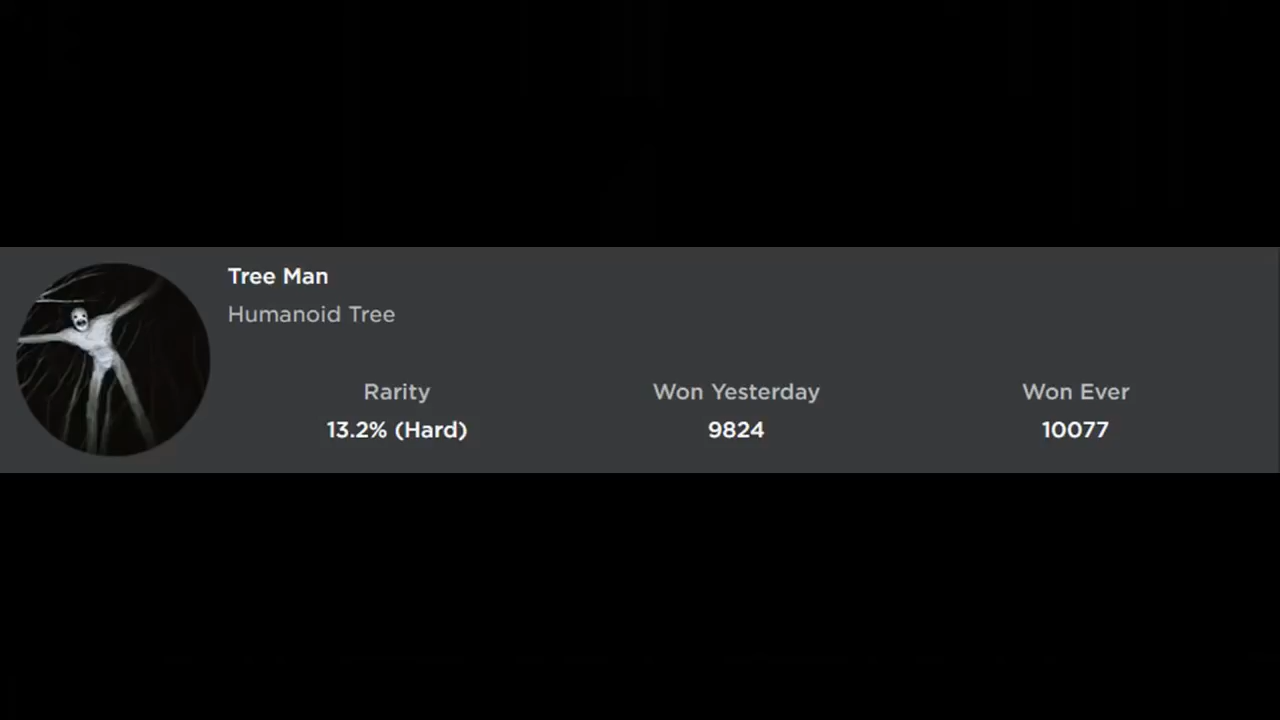 Tree Man
Humanoid Tree
Rarity Won Yesterday Won Ever
13.2% (Hard) 9824 10077